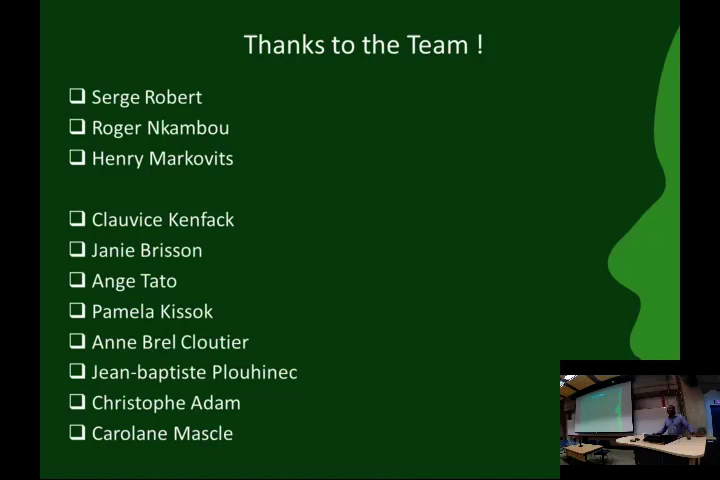 Thanks to the Team !
Serge Robert
Roger Nkambou
Henry Markovits
Clauvice Kenfack
Janie Brisson
Ange Tato
Pamela Kissok
Anne Brel Cloutier
Jean-baptiste Plouhinec
Christophe Adam
Carolane Mascle